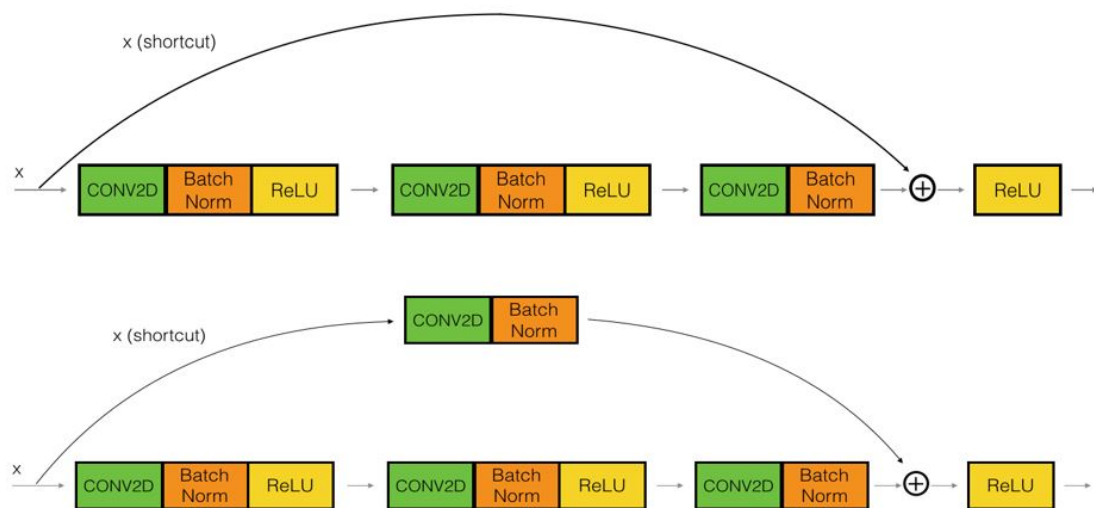 x (shortcut)
x
CONV2D
Batch
Norm
ReLU
CONV2D
Batch
Norm
ReLU
CONV2D
Batch
Norm
ReLU
x (shortcut)
CONV2D
Batch
Norm
x
CONV2D
Batch
Norm
ReLU
CONV2D
Batch
Norm
ReLU
CONV2D
Batch
Norm
ReLU